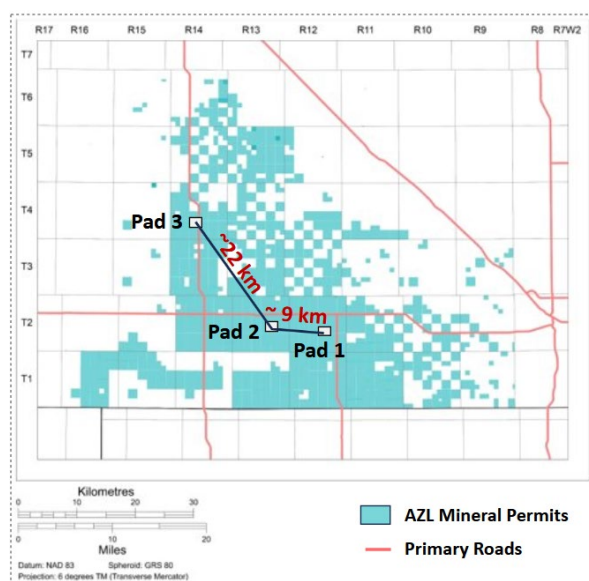 R17 R16 R15 R14 R13 R12 R11 R10 R9 R8 R7W2
T7
T6
T5
T4
Pad 3
~22 km
T3
~ 9 km
T2
Pad 2
Pad 1
T1
Kilometres
0 10 20 30
0 10 20
Miles
AZL Mineral Permits
Primary Roads
Datum: NAD 83 Spheroid: GRS 80
Projection: 6 degrees TM (Transverse Mercator)